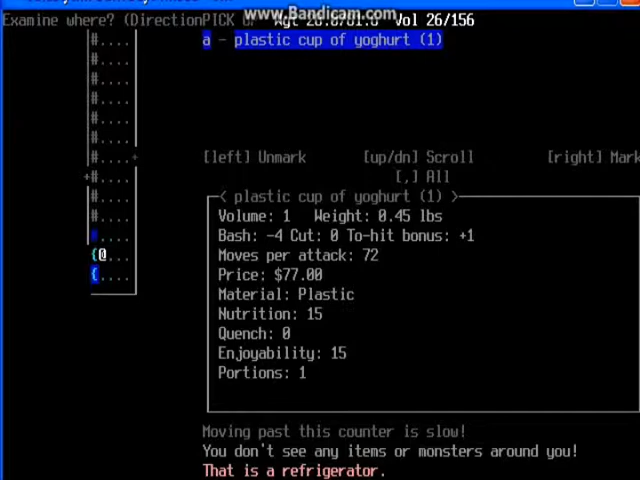 www.Bandicam.com
Examine where? (DirectionPICK
Vol 26/156
a - plastic cup of yoghurt (1)
[left] Unmark [up/dn] Scroll [right] Mark
[,] All
< plastic cup of yoghurt (1) >
Volume: 1 Weight: 0.45 lbs
Bash: -4 Cut: 0 To-hit bonus: +1
Moves per attack: 72
Price: $77.00
Material: Plastic
Nutrition: 15
Quench: 0
Enjoyability: 15
Portions: 1
Moving past this counter is slow!
You don't see any items or monsters around you!
That is a refrigerator.